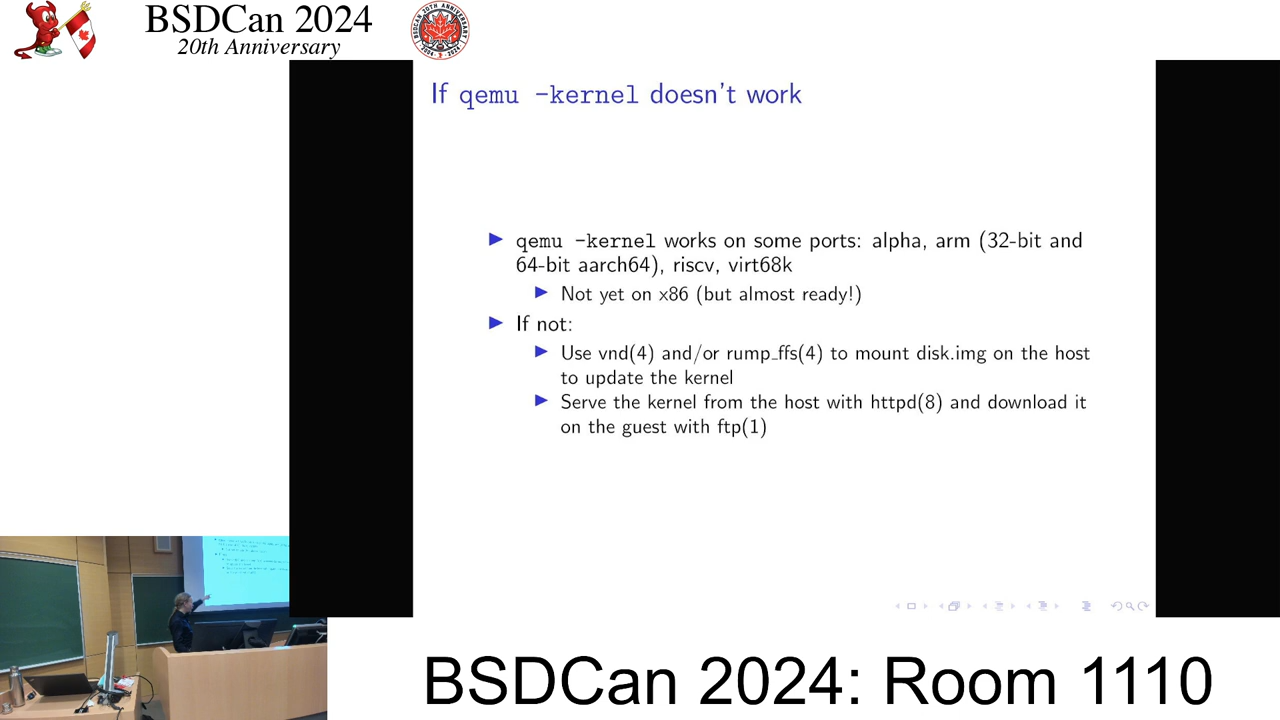 BSDCan 2024
20th Anniversary
If qemu -kernel doesn't work
qemu -kernel works on some ports: alpha, arm (32-bit and
64-bit aarch64), riscv, virt68k
Not yet on x86 (but almost ready!)
If not:
Use vnd(4) and/or rump_ffs(4) to mount disk.img on the host
to update the kernel
Serve the kernel from the host with httpd(8) and download it
on the guest with ftp(1)
BSDCan 2024: Room 1110